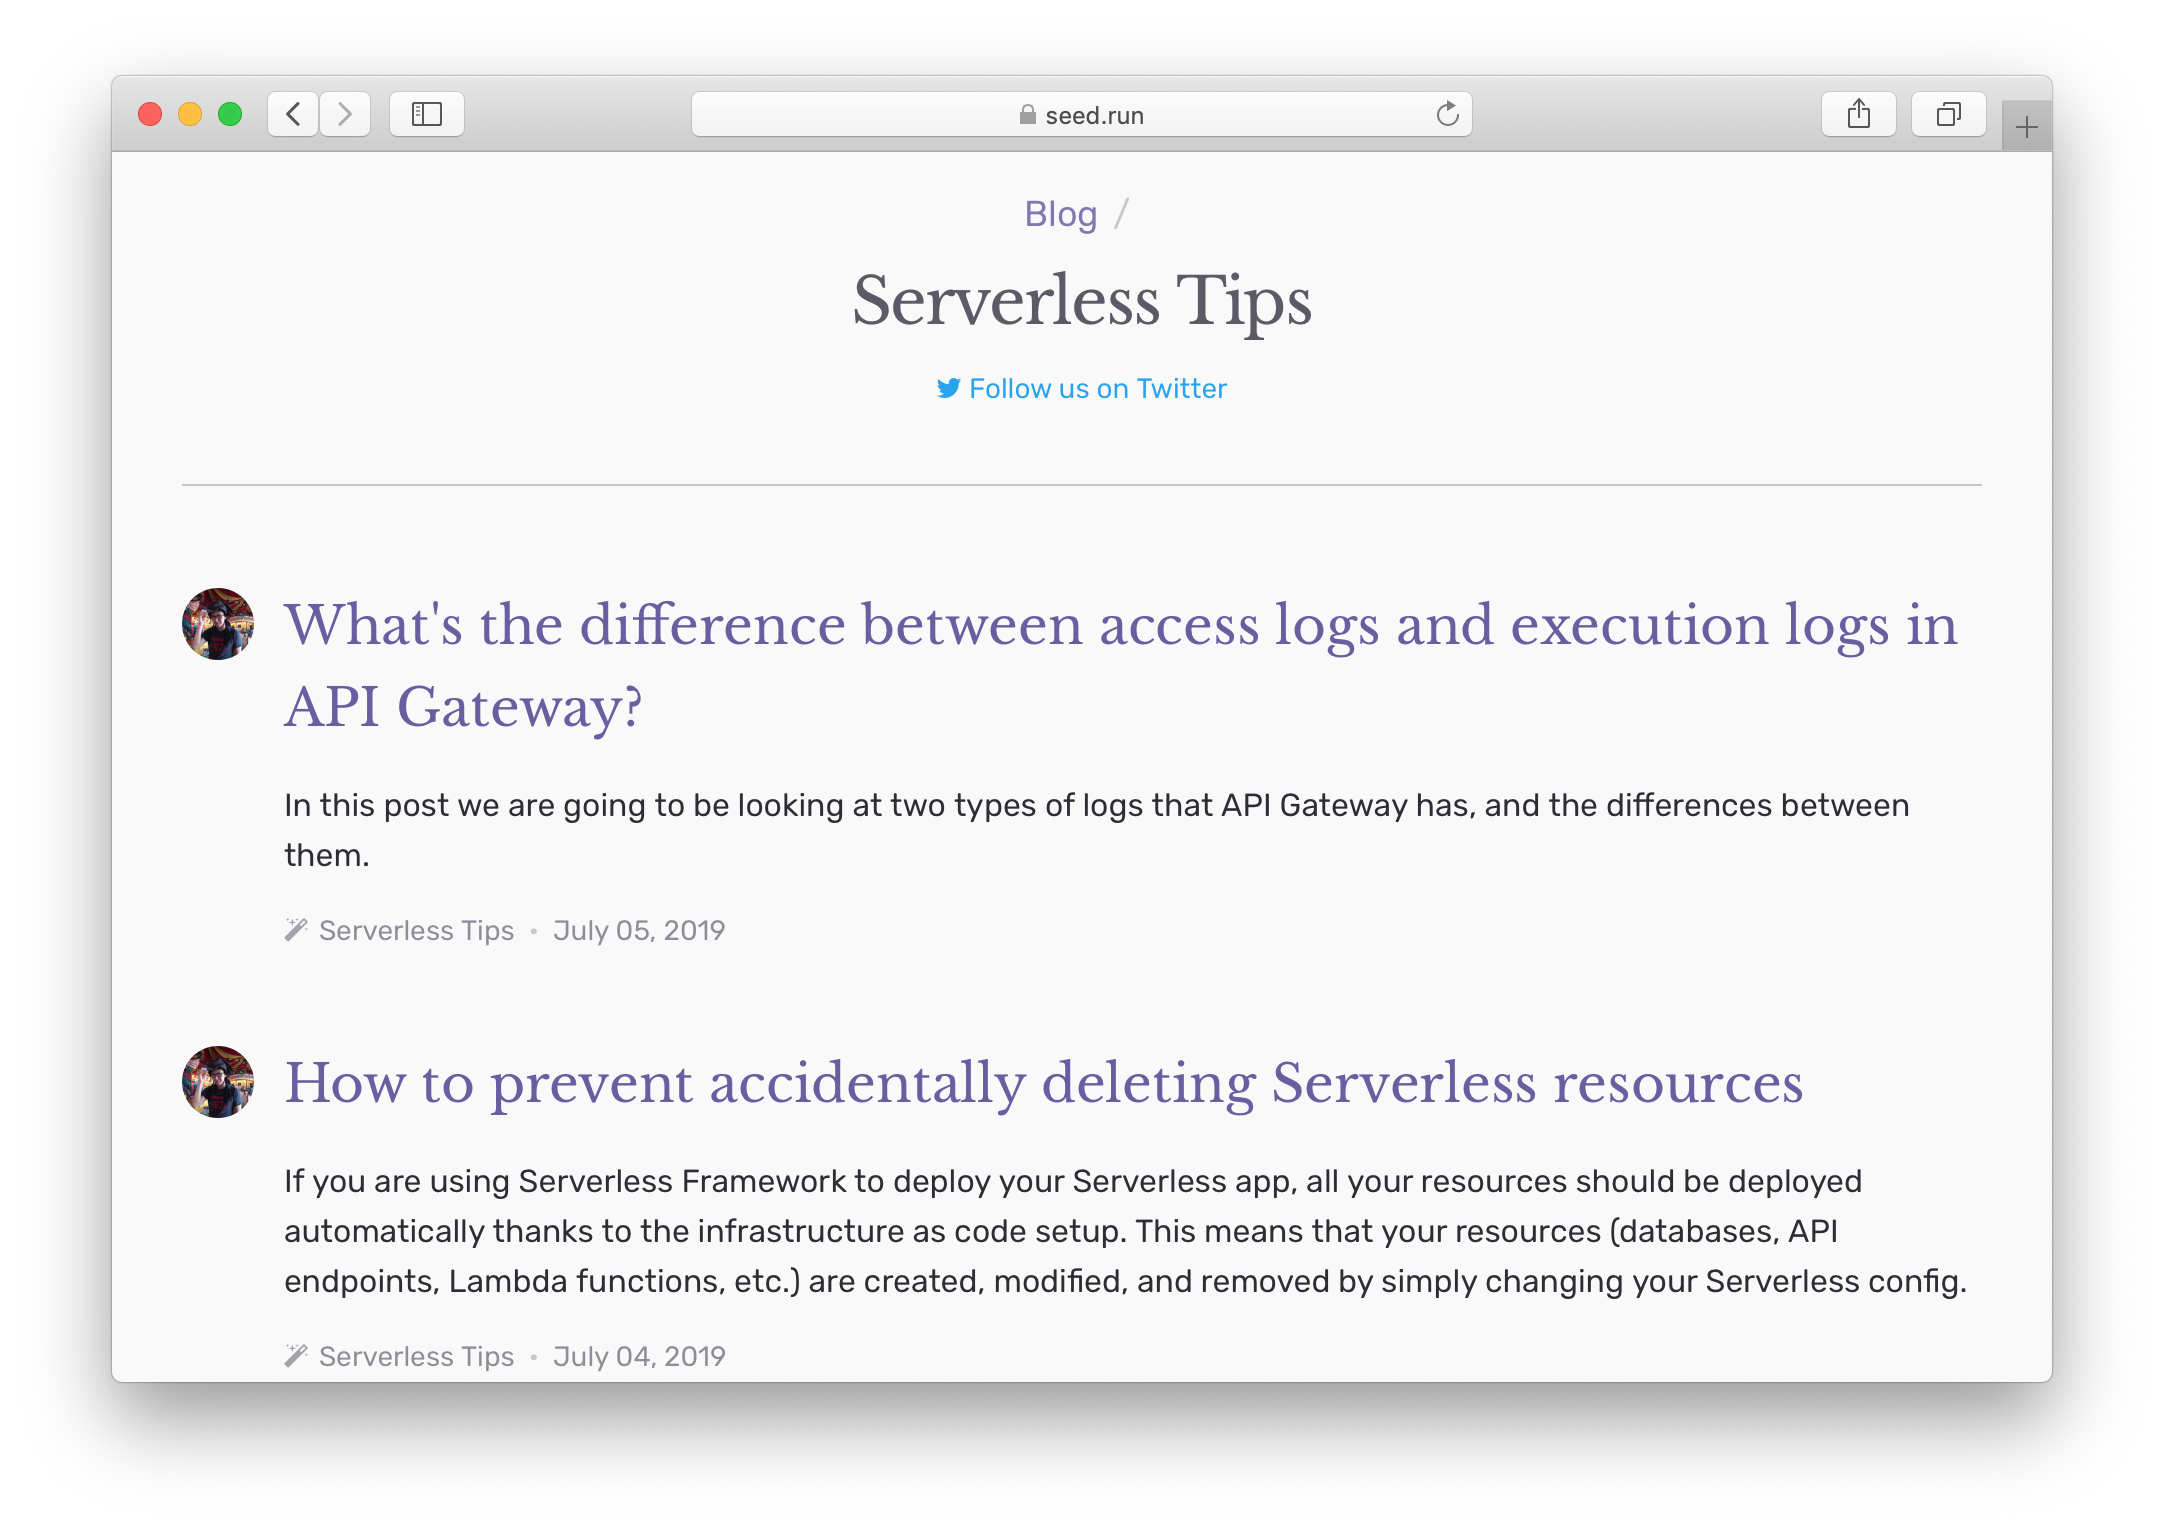 seed.run
Blog /
Serverless Tips
Follow us on Twitter
What's the difference between access logs and execution logs in
API Gateway?
In this post we are going to be looking at two types of logs that API Gateway has, and the differences between
them.
Serverless Tips • July 05, 2019
How to prevent accidentally deleting Serverless resources
If you are using Serverless Framework to deploy your Serverless app, all your resources should be deployed
automatically thanks to the infrastructure as code setup. This means that your resources (databases, API
endpoints, Lambda functions, etc.) are created, modified, and removed by simply changing your Serverless config.
Serverless Tips • July 04, 2019